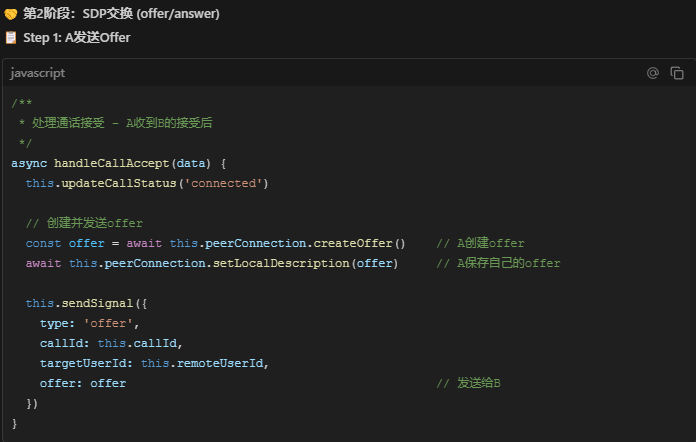 🤝 第2阶段：SDP交换 (offer/answer)
📋 Step 1: A发送Offer
javascript
/**
 * 处理通话接受 - A收到B的接受后
 */
async handleCallAccept(data) {
  this.updateCallStatus('connected')

  // 创建并发送offer
  const offer = await this.peerConnection.createOffer()    // A创建offer
  await this.peerConnection.setLocalDescription(offer)     // A保存自己的offer

  this.sendSignal({
    type: 'offer',
    callId: this.callId,
    targetUserId: this.remoteUserId,
    offer: offer                                           // 发送给B
  })
}